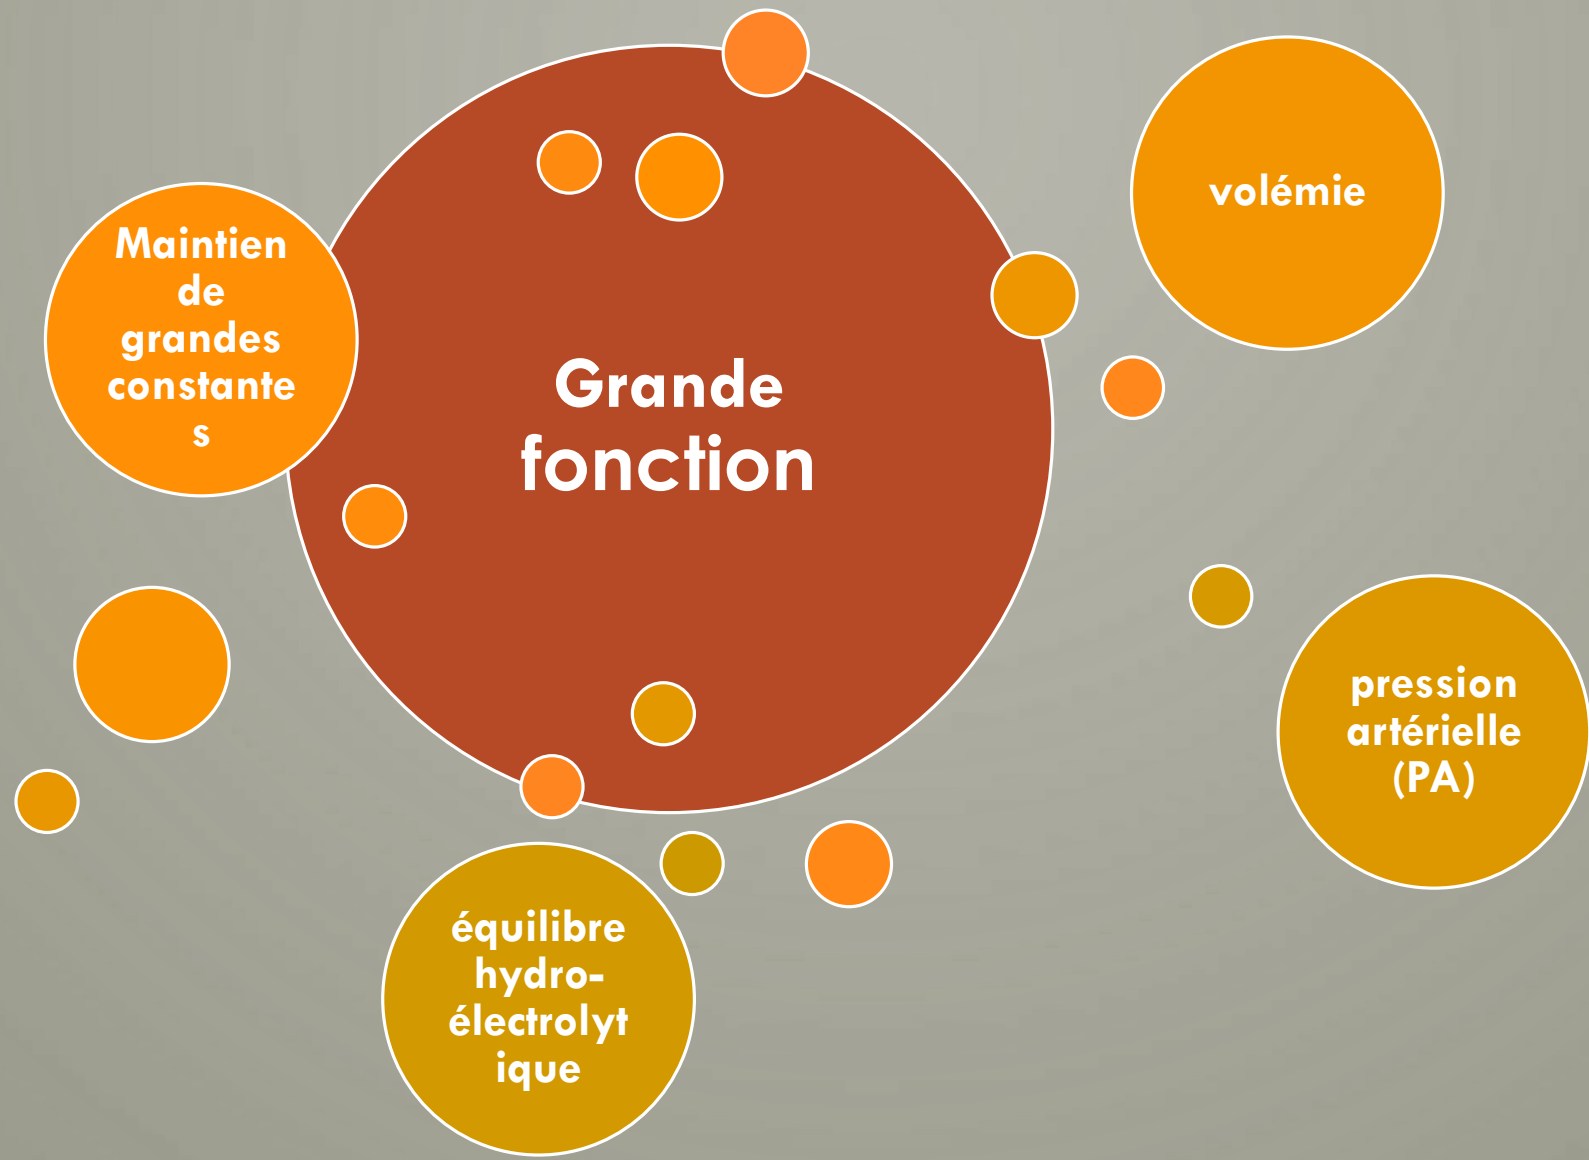 Grande
fonction
Maintien
de
grandes
constante
s
volémie
pression
artérielle
(PA)
équilibre
hydro-
électrolyt
ique